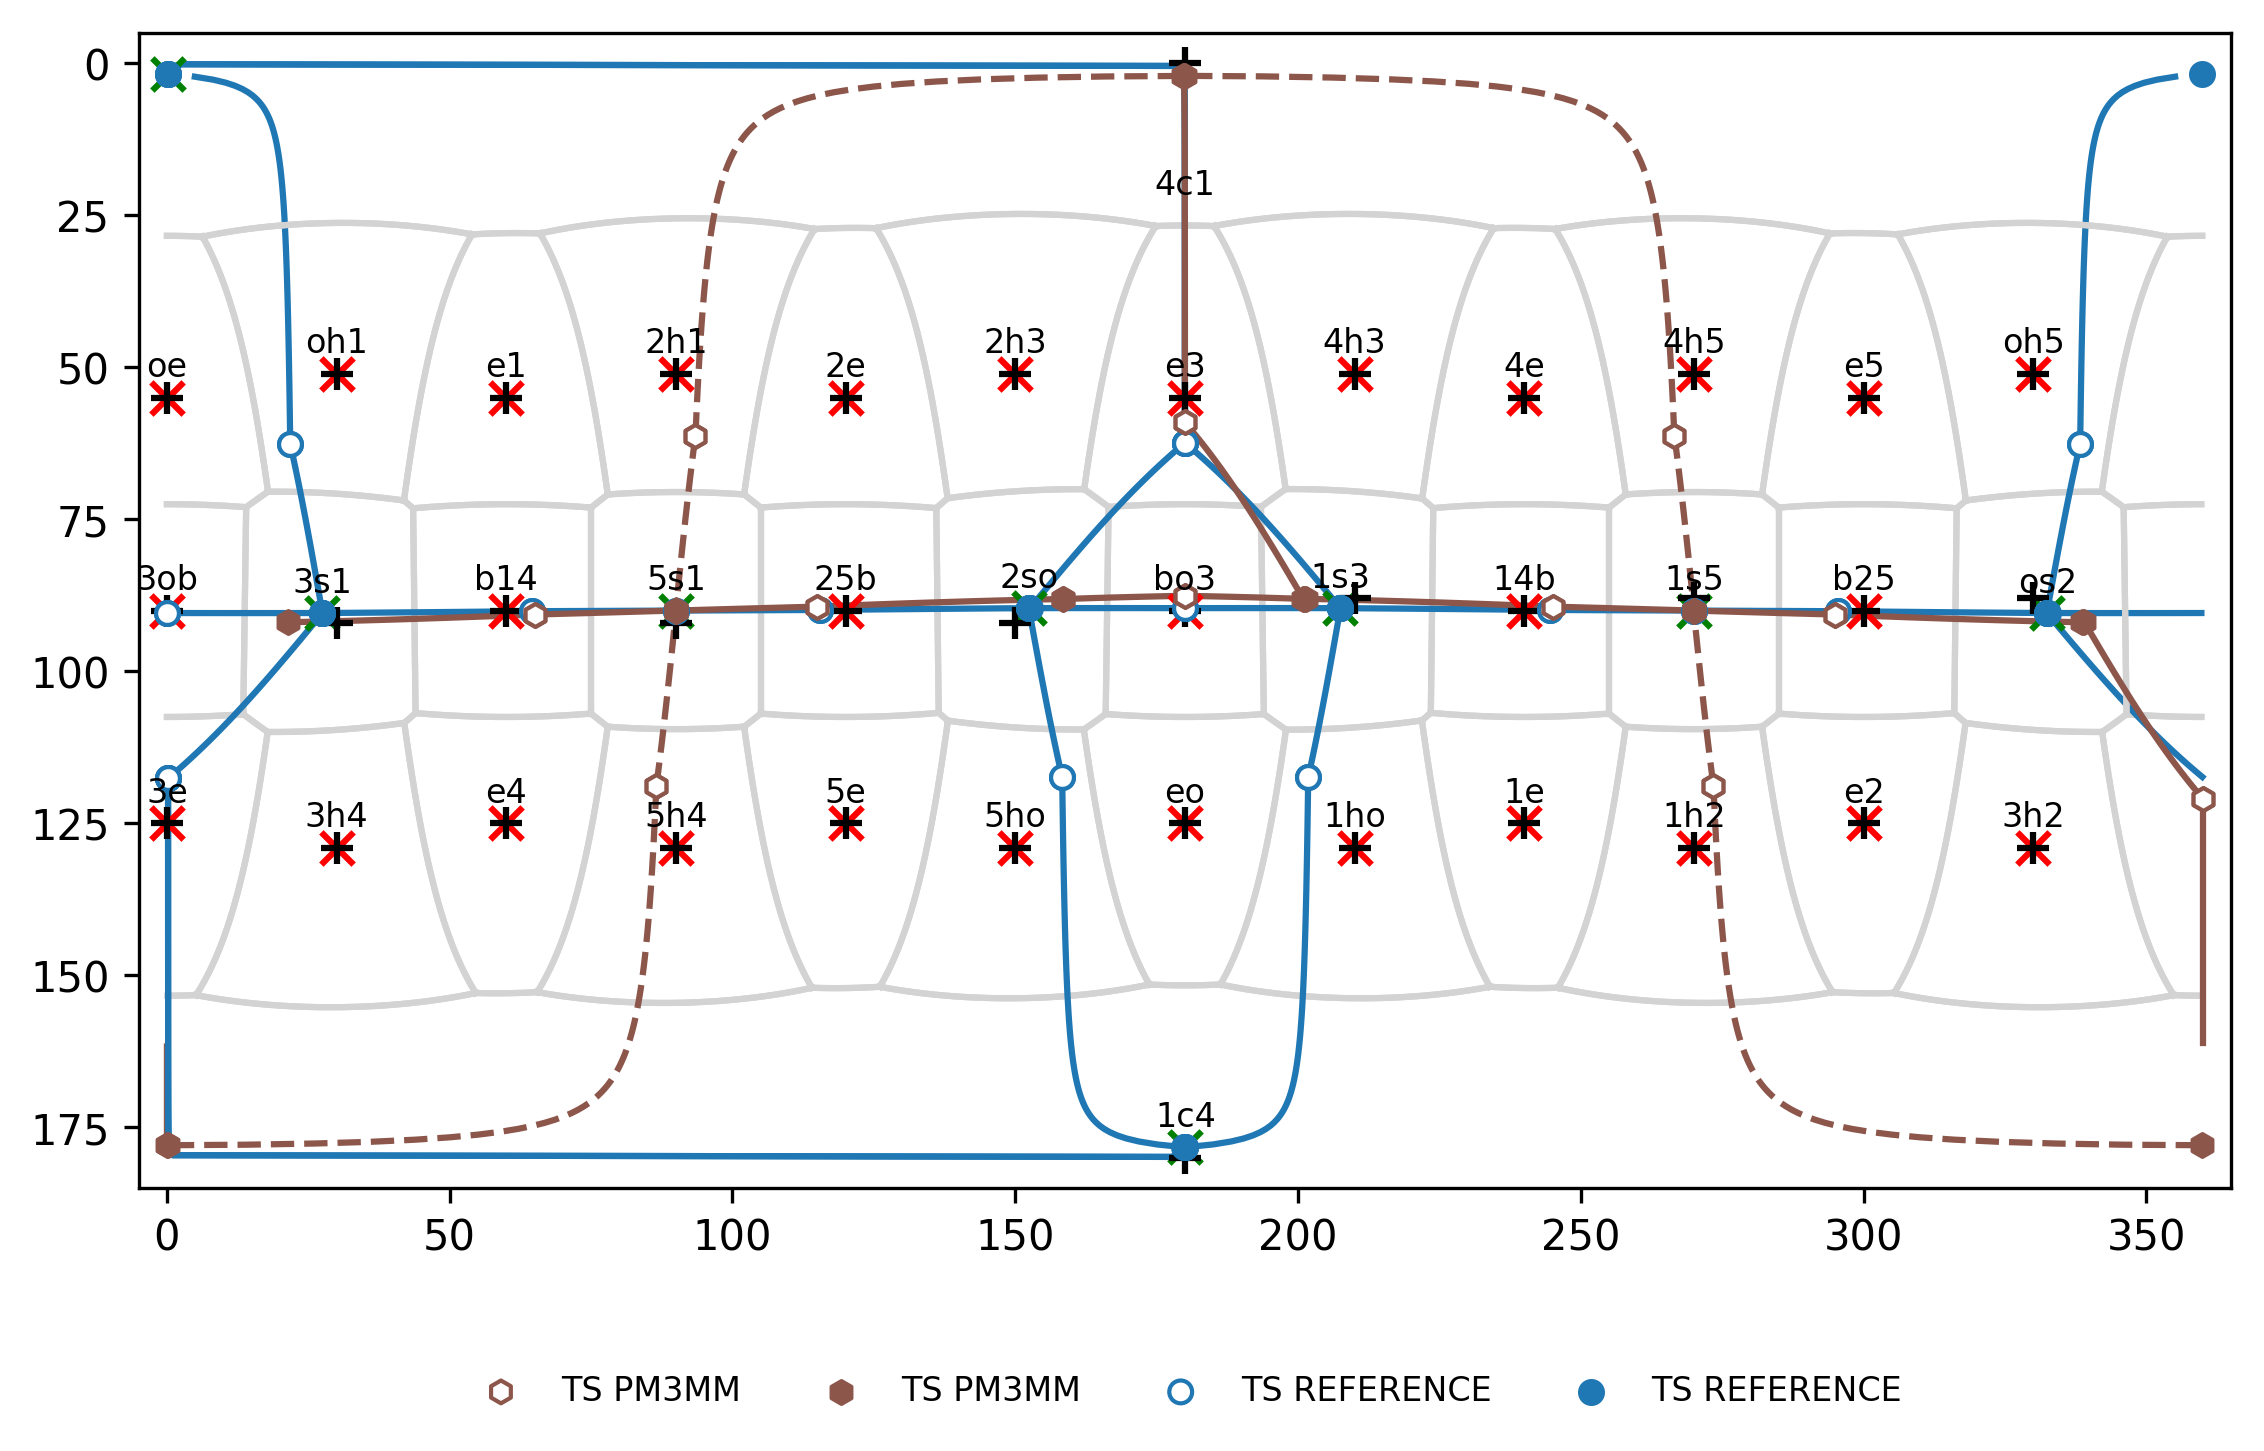 0
4c1
25
oh1 2h1 2h3 4h3 4h5 oh5
50 oe e1 2e e3 4e e5
75
3ob 3s1 b14 5s1 25b 2so bo3 1s3 14b 1s5 b25 os2
100
3e e4 5e eo 1e e2
125 3h4 5h4 5ho 1ho 1h2 3h2
150
175 1c4
0 50 100 150 200 250 300 350
TS PM3MM TS PM3MM TS REFERENCE TS REFERENCE